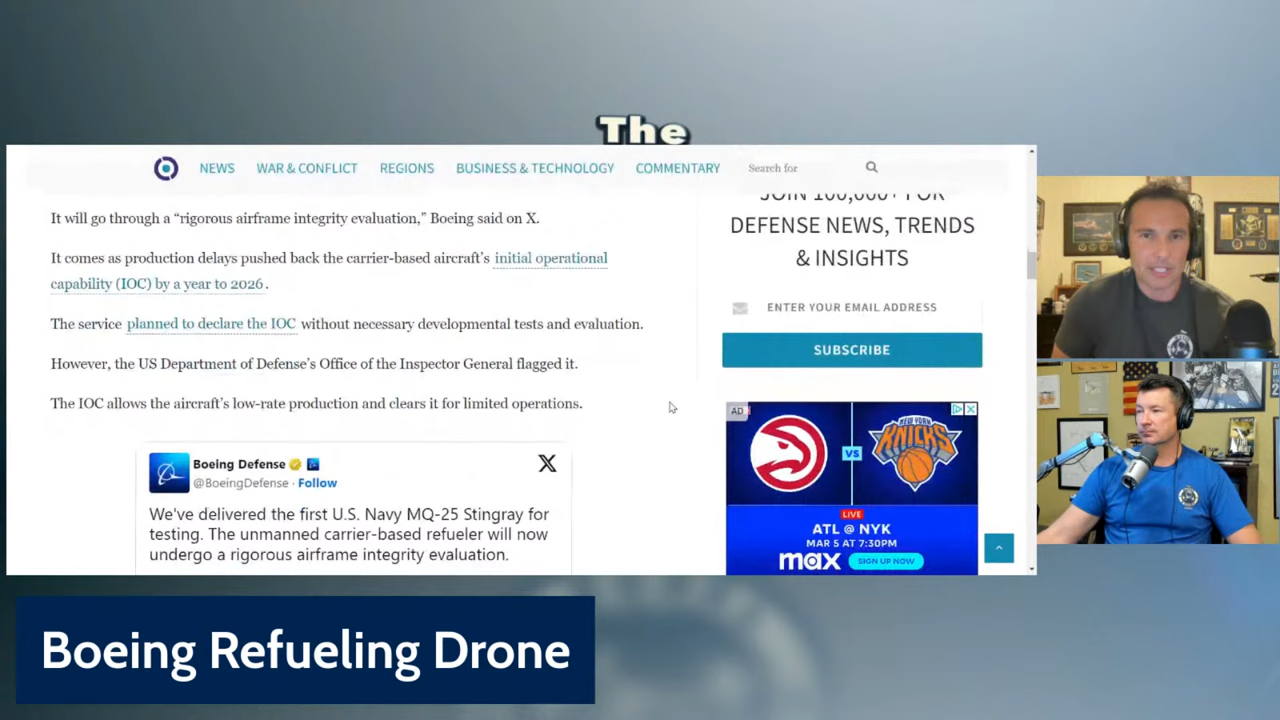 The
NEWS WAR & CONFLICT REGIONS BUSINESS & TECHNOLOGY COMMENTARY Search for
It will go through a “rigorous airframe integrity evaluation,” Boeing said on X.
It comes as production delays pushed back the carrier-based aircraft’s initial operational
capability (IOC) by a year to 2026.
The service planned to declare the IOC without necessary developmental tests and evaluation.
However, the US Department of Defense’s Office of the Inspector General flagged it.
The IOC allows the aircraft’s low-rate production and clears it for limited operations.
Boeing Defense
@BoeingDefense · Follow
We've delivered the first U.S. Navy MQ-25 Stingray for
testing. The unmanned carrier-based refueler will now
undergo a rigorous airframe integrity evaluation.
JOIN 100,000+ FOR
DEFENSE NEWS, TRENDS
& INSIGHTS
ENTER YOUR EMAIL ADDRESS
SUBSCRIBE
AD
NEW YORK
KNICKS
VS
LIVE
ATL @ NYK
MAR 5 AT 7:30PM
max SIGN UP NOW
Boeing Refueling Drone